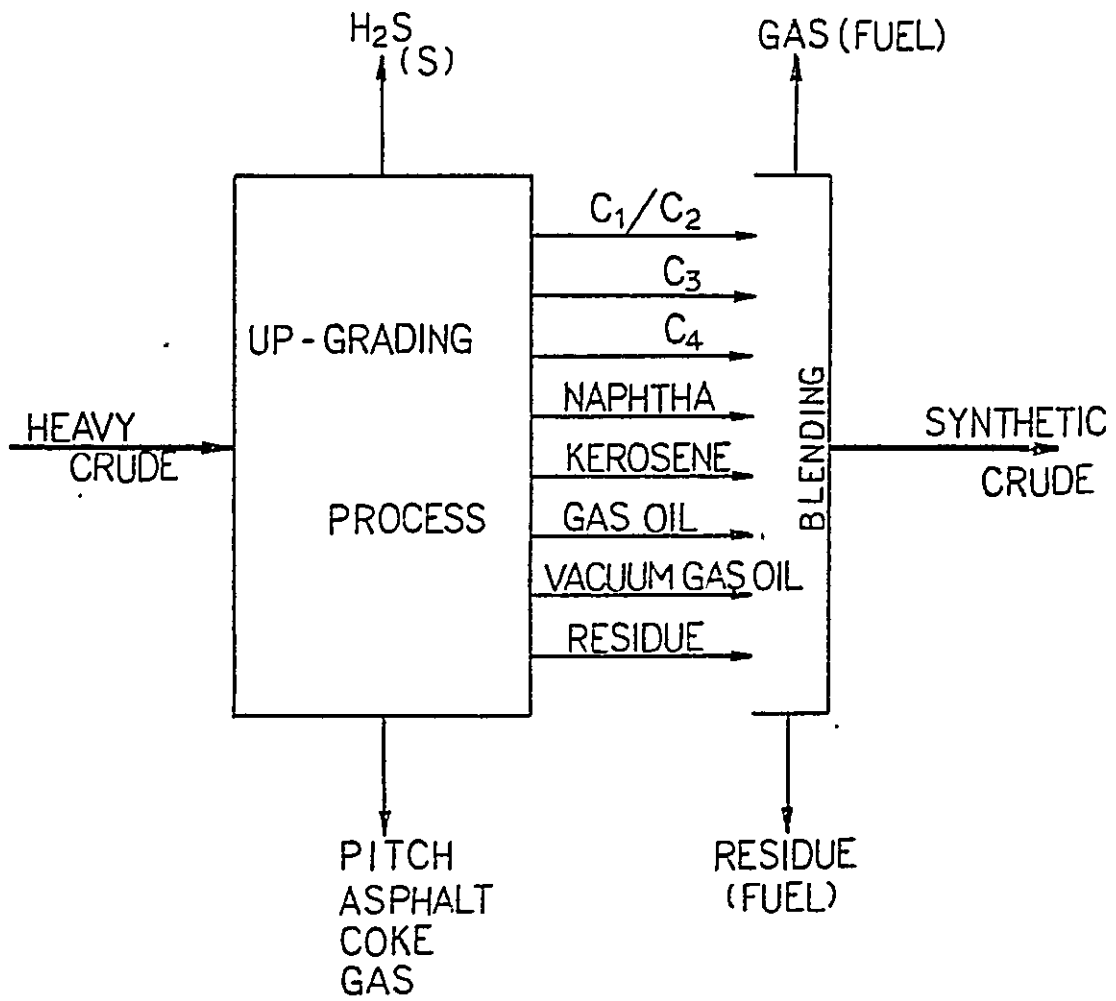 H₂S
(S)
GAS (FUEL)
C₁/C₂
C₃
C₄
UP-GRADING
PROCESS
NAPHTHA
KEROSENE
GAS OIL
VACUUM GAS OIL
RESIDUE
HEAVY
CRUDE
BLENDING
SYNTHETIC
CRUDE
PITCH
ASPHALT
COKE
GAS
RESIDUE
(FUEL)